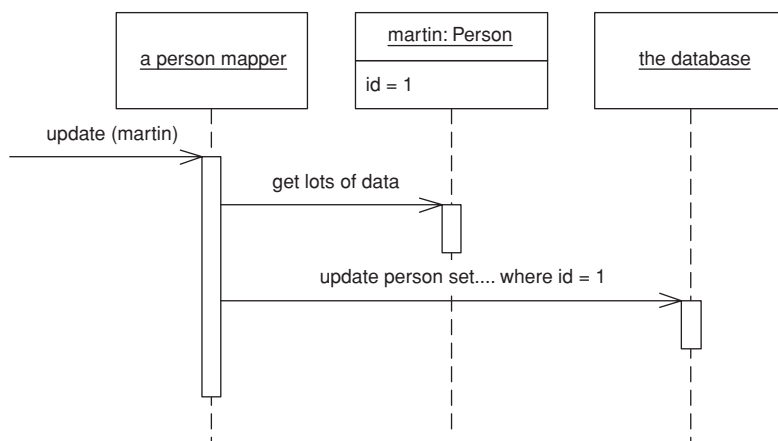 a person mapper
martin: Person
id = 1
the database
update (martin)
get lots of data
update person set.... where id = 1